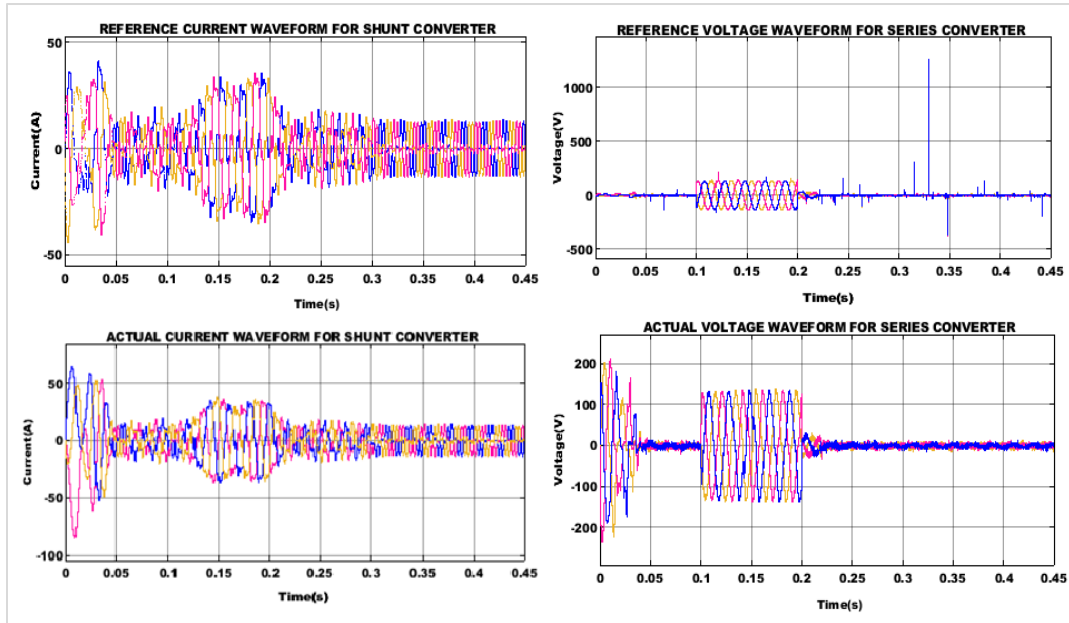 REFERENCE CURRENT WAVEFORM FOR SHUNT CONVERTER
50
0
-50
Current(A)
0 0.05 0.1 0.15 0.2 0.25 0.3 0.35 0.4 0.45
Time(s)
REFERENCE VOLTAGE WAVEFORM FOR SERIES CONVERTER
1000
500
0
-500
Voltage(V)
0 0.05 0.1 0.15 0.2 0.25 0.3 0.35 0.4 0.45
Time(s)
ACTUAL CURRENT WAVEFORM FOR SHUNT CONVERTER
50
0
-50
-100
Current(A)
0 0.05 0.1 0.15 0.2 0.25 0.3 0.35 0.4 0.45
Time(s)
ACTUAL VOLTAGE WAVEFORM FOR SERIES CONVERTER
200
100
0
-100
-200
Voltage(V)
0 0.05 0.1 0.15 0.2 0.25 0.3 0.35 0.4 0.45
Time(s)